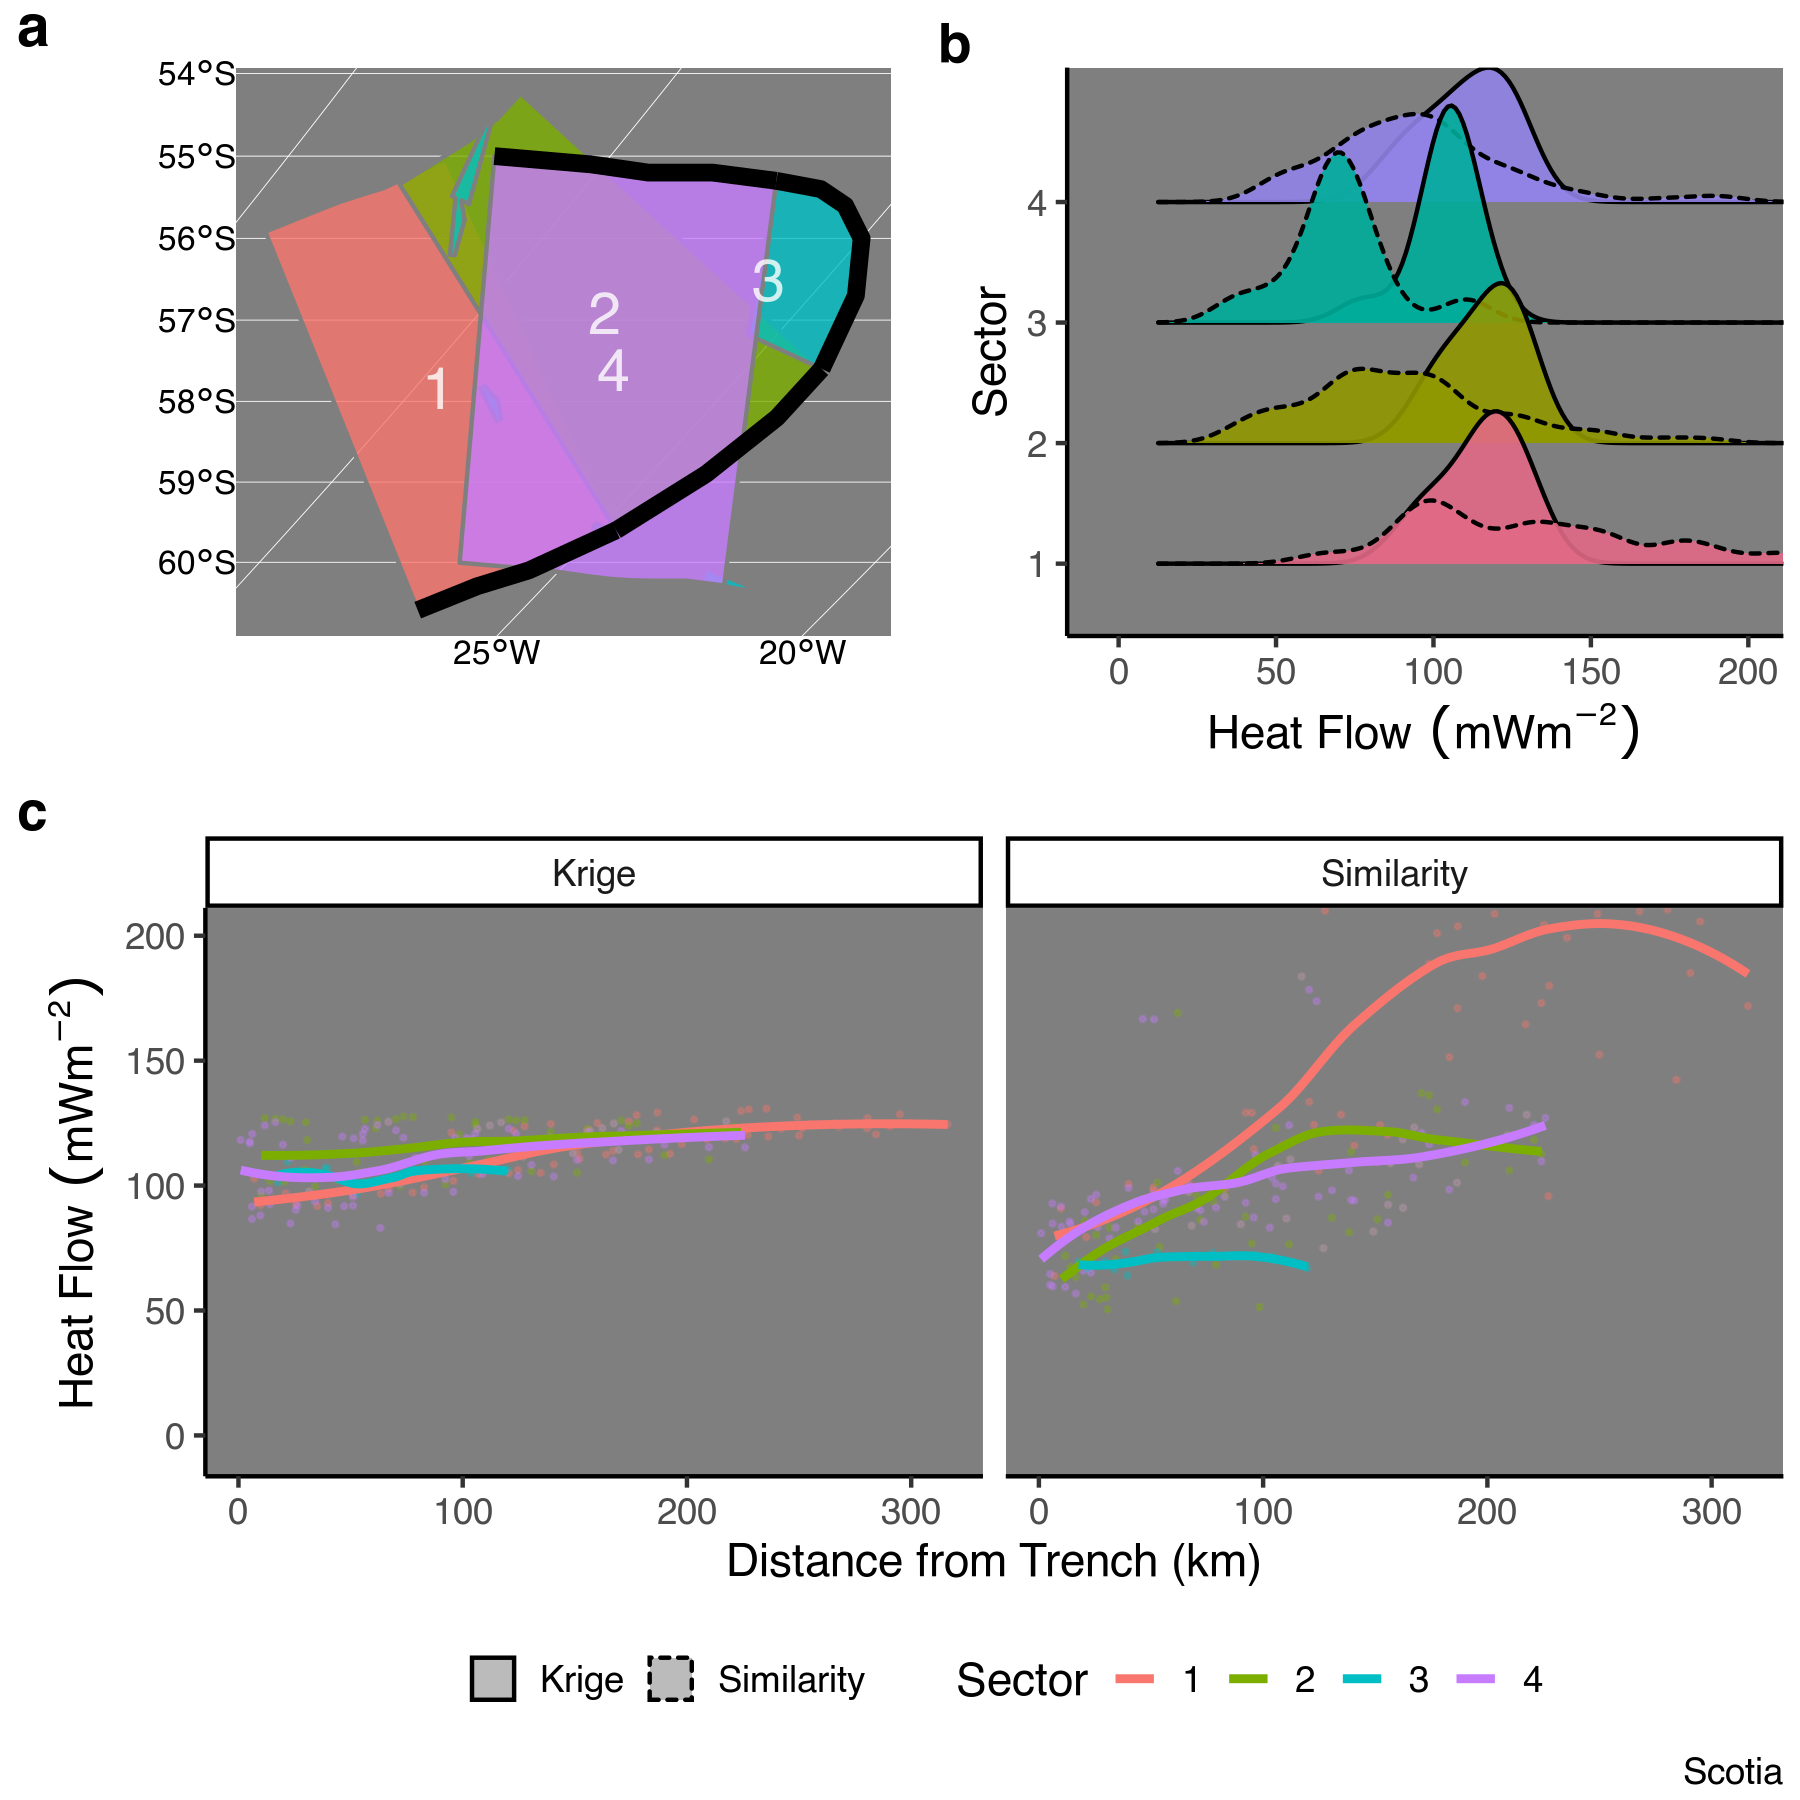 a
54°S
55°S
56°S
57°S
58°S
59°S
60°S
25°W
20°W
1
2
3
4
b
Sector
4
3
2
1
0
50
100
150
200
Heat Flow (mWm⁻²)
c
Krige
Similarity
Heat Flow (mWm⁻²)
200
150
100
50
0
0
100
200
300
0
100
200
300
Distance from Trench (km)
Krige
Similarity
Sector
1
2
3
4
Scotia